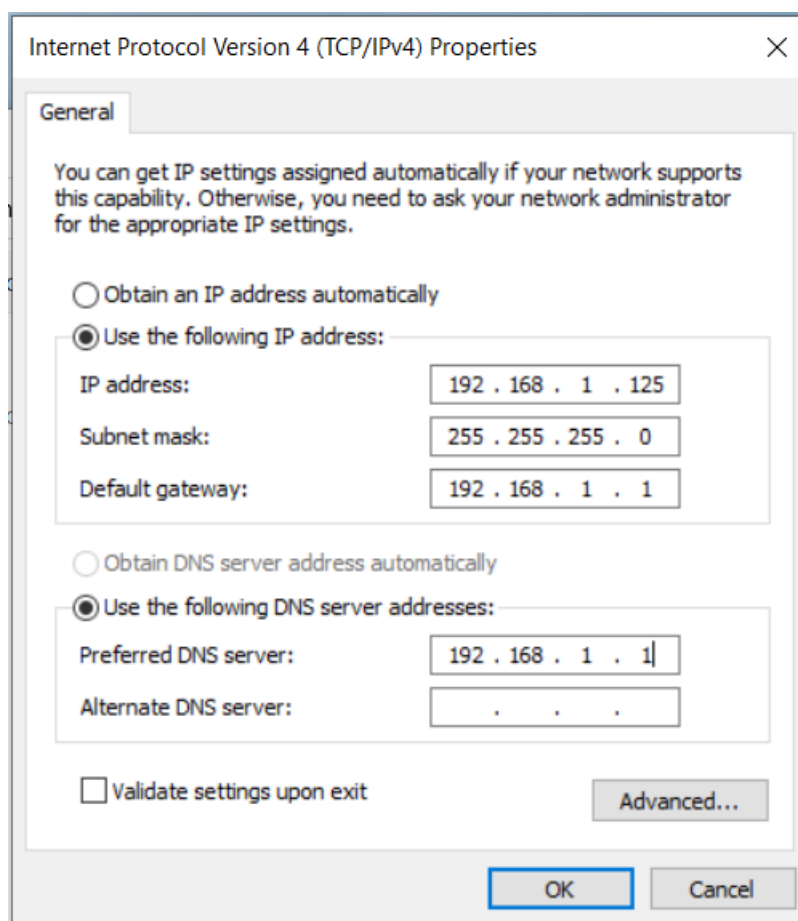 Internet Protocol Version 4 (TCP/IPv4) Properties
General
You can get IP settings assigned automatically if your network supports
this capability. Otherwise, you need to ask your network administrator
for the appropriate IP settings.
Obtain an IP address automatically
Use the following IP address:
IP address: 192 . 168 . 1 . 125
Subnet mask: 255 . 255 . 255 . 0
Default gateway: 192 . 168 . 1 . 1
Obtain DNS server address automatically
Use the following DNS server addresses:
Preferred DNS server: 192 . 168 . 1 . 1
Alternate DNS server: . . .
Validate settings upon exit
Advanced...
OK Cancel